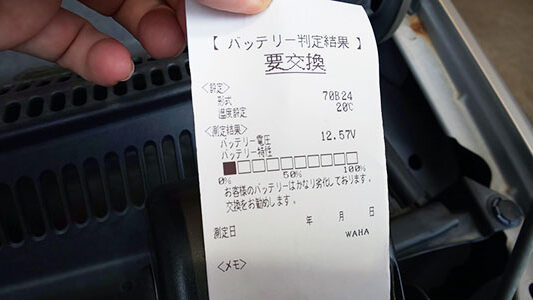 【 バッテリー判定結果 】
要交換
<設定>
形式 70B24
温度設定 20℃
<測定結果>
バッテリー電圧 12.57V
バッテリー特性
0% 50% 100%
お客様のバッテリーはかなり劣化しております。
交換をお勧めします。
測定日 年 月 日
WAHA
<メモ>